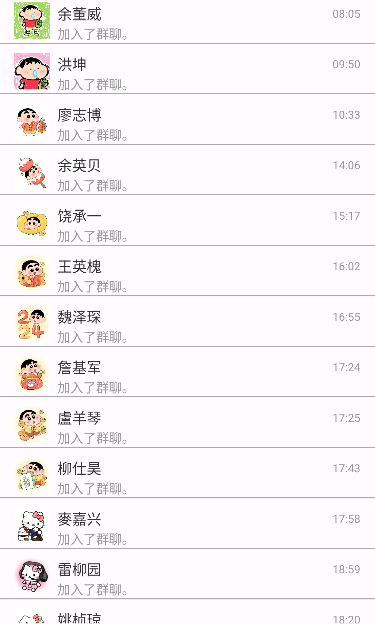 余董威
08:05
加入了群聊。
洪坤
09:50
加入了群聊。
廖志博
10:33
加入了群聊。
余英贝
14:06
加入了群聊。
饶承一
15:17
加入了群聊。
王英槐
16:02
加入了群聊。
魏泽琛
16:55
加入了群聊。
詹基军
17:24
加入了群聊。
盧羊琴
17:25
加入了群聊。
柳仕昊
17:43
加入了群聊。
麥嘉兴
17:58
加入了群聊。
雷柳园
18:59
加入了群聊。
姚桢琼
18:20